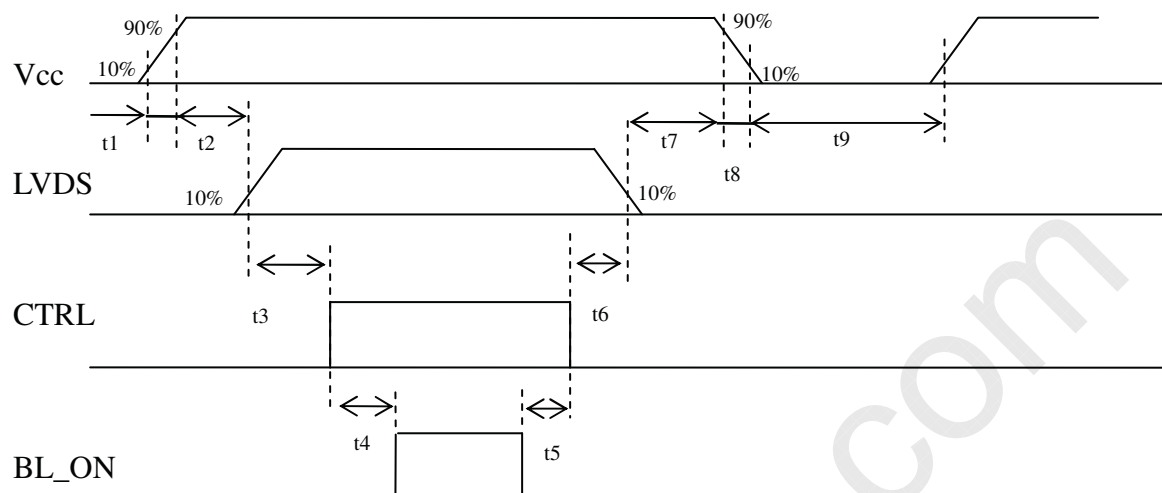 90%
90%
Vcc
10%
10%
t1
t2
t7
t8
t9
LVDS
10%
10%
t3
t6
CTRL
t4
t5
BL_ON
com